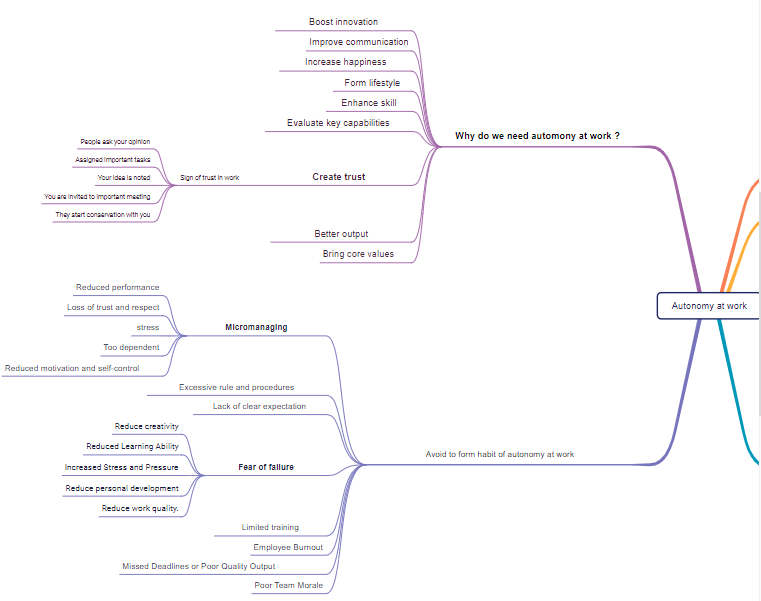 Boost innovation
Improve communication
Increase happiness
Form lifestyle
Enhance skill
Evaluate key capabilities
Why do we need automony at work ?
People ask your opinion
Assigned important tasks
Your idea is noted
You are invited to important meeting
They start conservation with you
Sign of trust in work
Create trust
Better output
Bring core values
Autonomy at work
Reduced performance
Loss of trust and respect
stress
Too dependent
Reduced motivation and self-control
Micromanaging
Excessive rule and procedures
Lack of clear expectation
Reduce creativity
Reduced Learning Ability
Increased Stress and Pressure
Reduce personal development
Reduce work quality.
Fear of failure
Avoid to form habit of autonomy at work
Limited training
Employee Burnout
Missed Deadlines or Poor Quality Output
Poor Team Morale